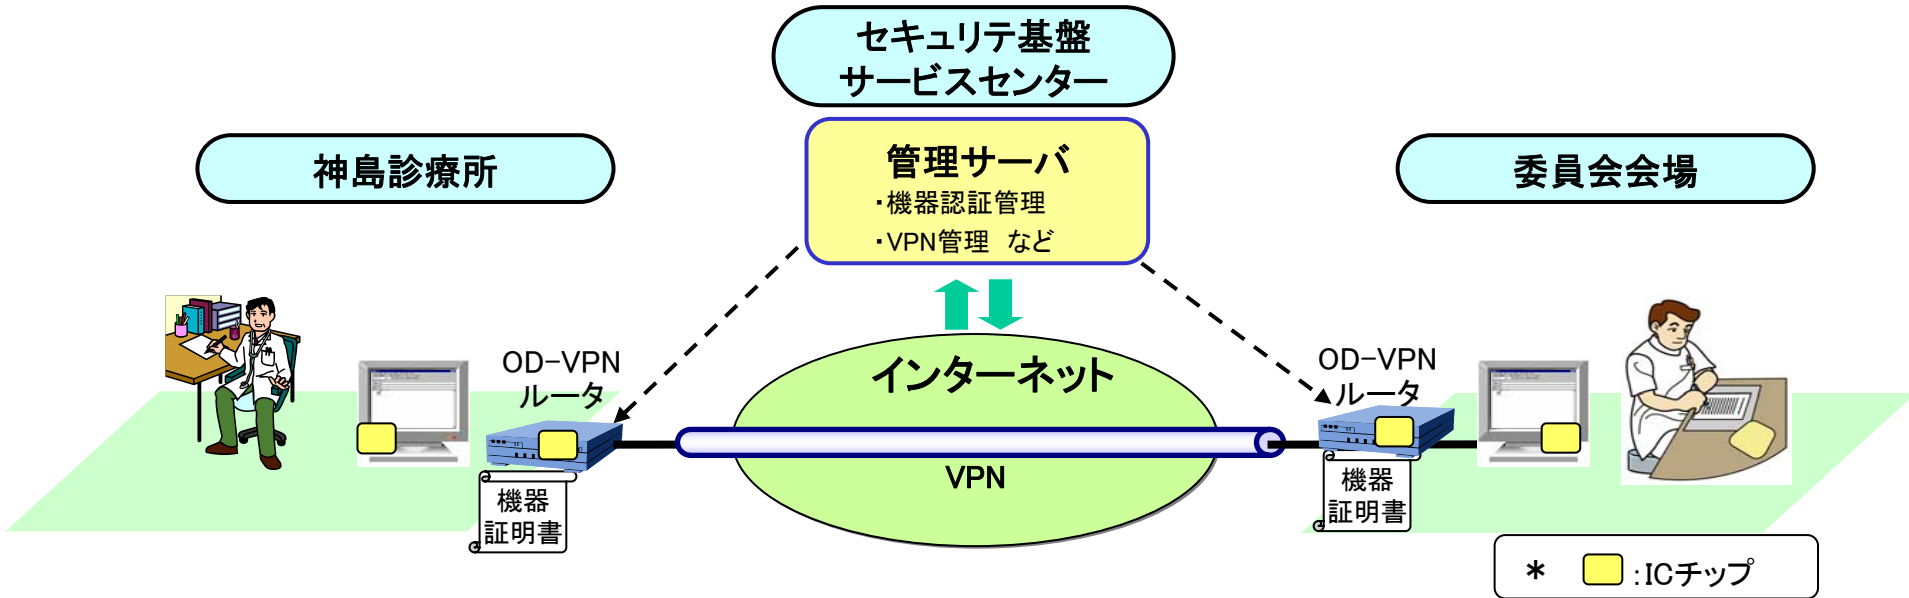 セキュリテ基盤
サービスセンター
神島診療所
管理サーバ
・機器認証管理
・VPN管理　など
委員会会場
OD-VPN
ルータ
インターネット
OD-VPN
ルータ
VPN
機器
証明書
機器
証明書
* :ICチップ